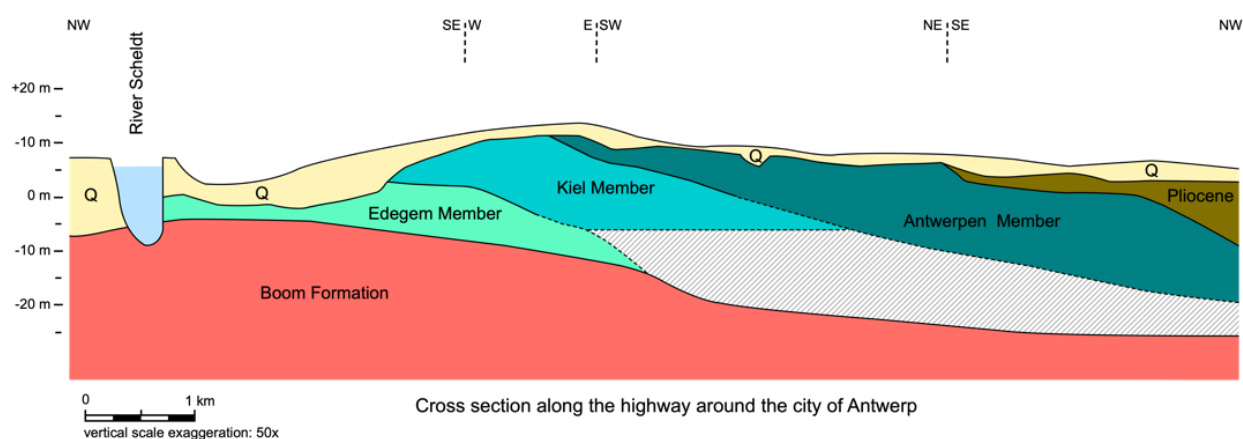 NW
SE W
E SW
NE SE
NW
River Scheldt
+20 m
-10 m
0 m
-10 m
-20 m
Q
Q
Q
Q
Kiel Member
Edegem Member
Antwerpen Member
Pliocene
Boom Formation
0 1 km
vertical scale exaggeration: 50x
Cross section along the highway around the city of Antwerp